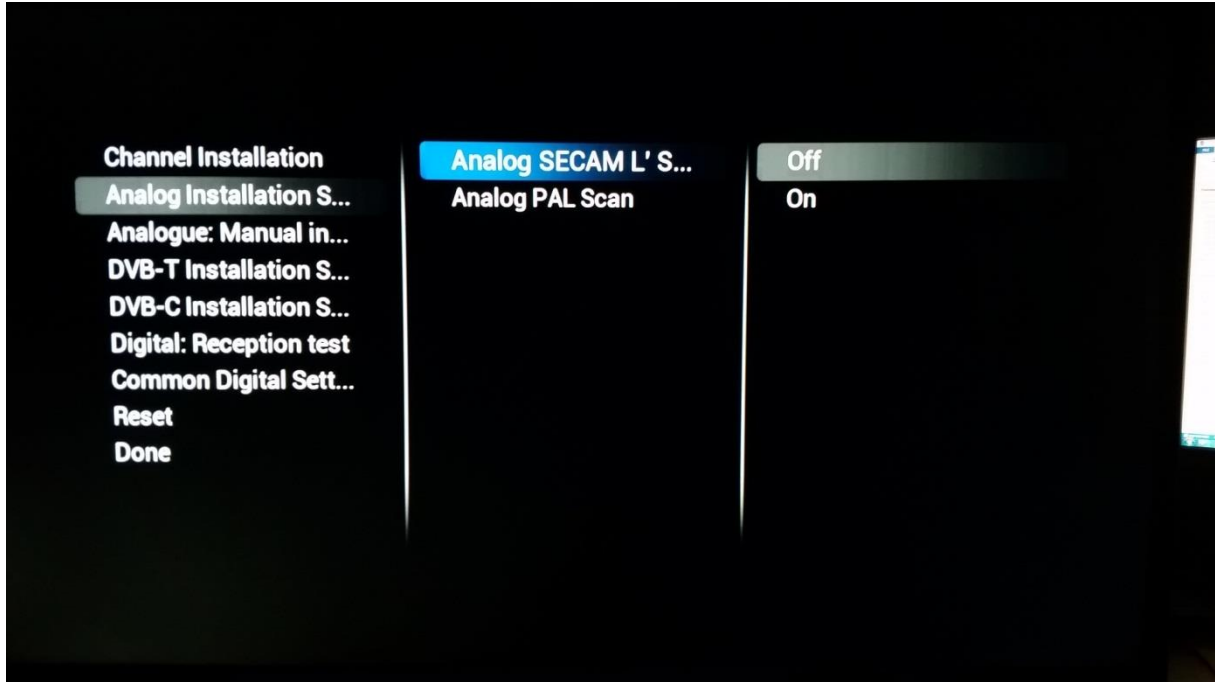 Channel Installation
Analog Installation S...
Analogue: Manual in...
DVB-T Installation S...
DVB-C Installation S...
Digital: Reception test
Common Digital Sett...
Reset
Done
Analog SECAM L' S...
Analog PAL Scan
Off
On